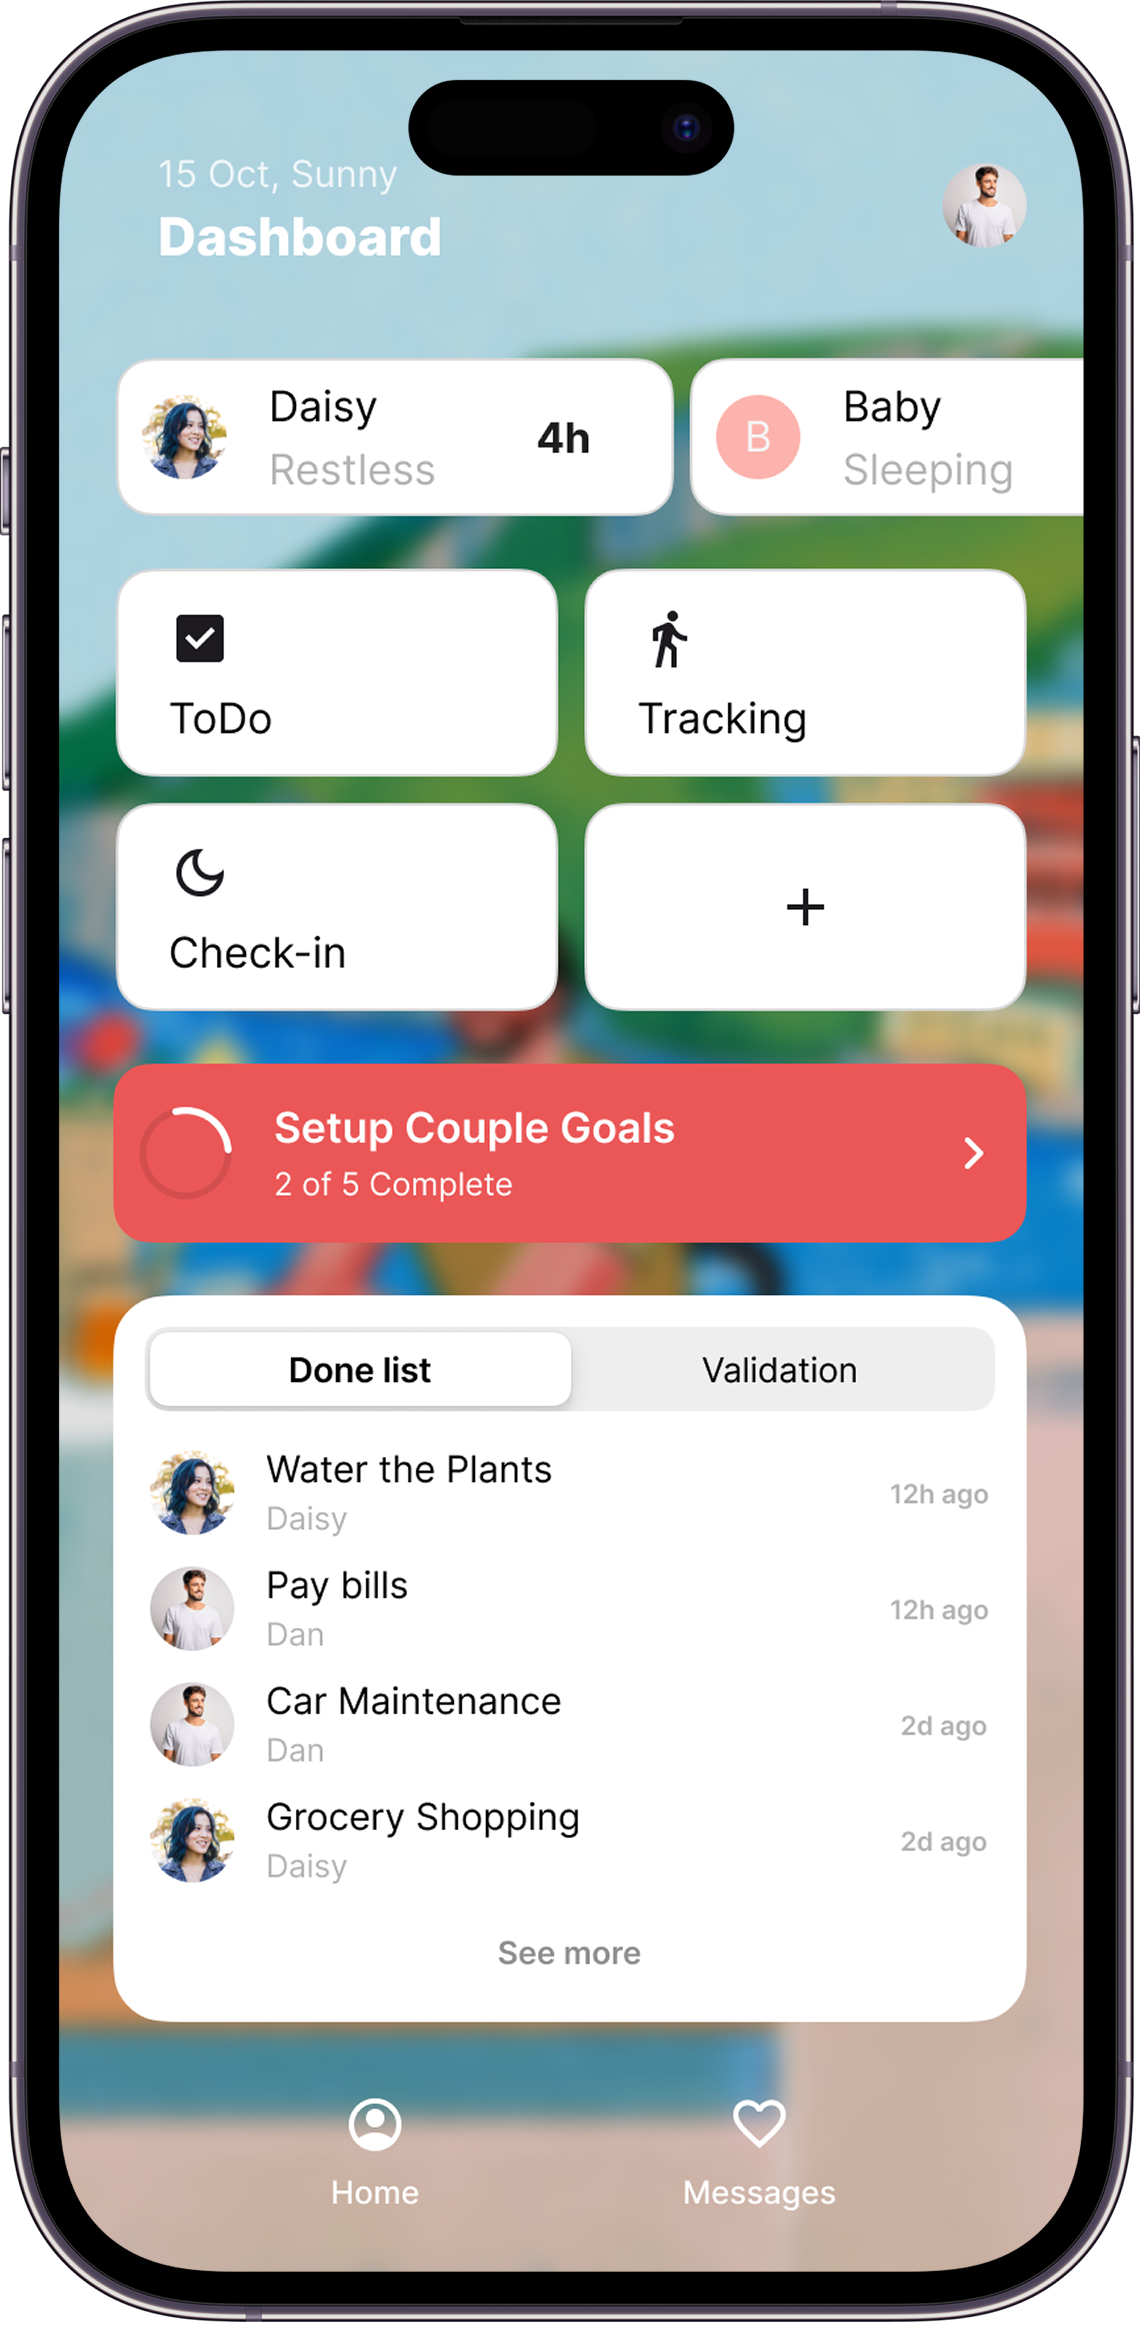 15 Oct, Sunny
Dashboard
Daisy
Restless
4h
B
Baby
Sleeping
ToDo
Tracking
Check-in
+
Setup Couple Goals
2 of 5 Complete
Done list
Validation
Water the Plants
Daisy
12h ago
Pay bills
Dan
12h ago
Car Maintenance
Dan
2d ago
Grocery Shopping
Daisy
2d ago
See more
Home
Messages